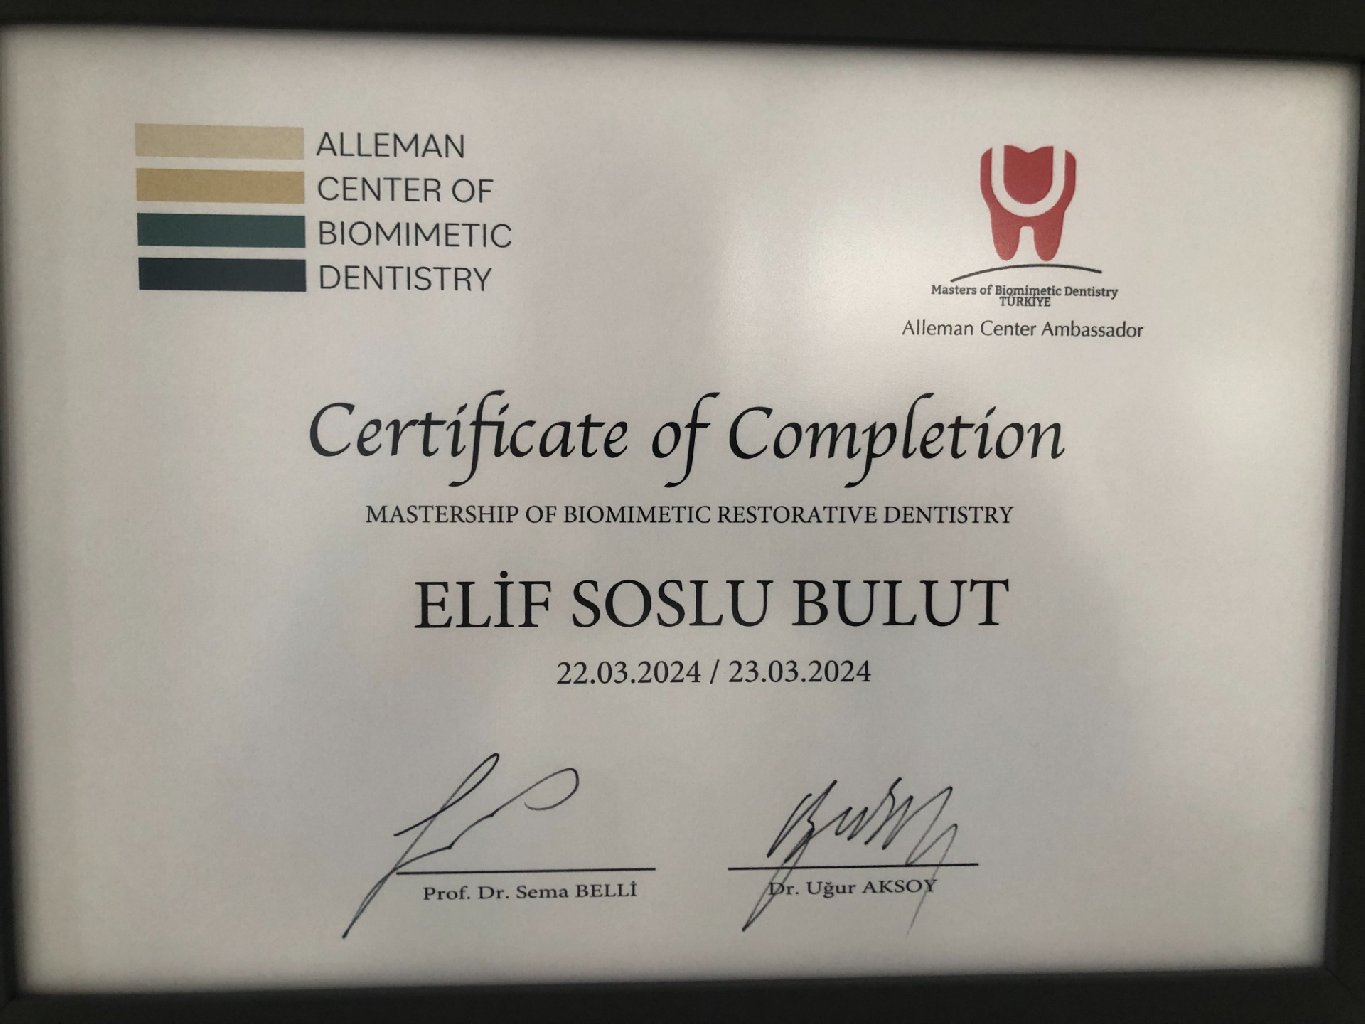 ALLEMAN
CENTER OF
BIOMIMETIC
DENTISTRY
Masters of Biomimetic Dentistry
TÜRKİYE
Alleman Center Ambassador
Certificate of Completion
MASTERSHIP OF BIOMIMETIC RESTORATIVE DENTISTRY
ELİF SOSLU BULUT
22.03.2024 / 23.03.2024
Prof. Dr. Sema BELLİ
Dr. Uğur AKSOY